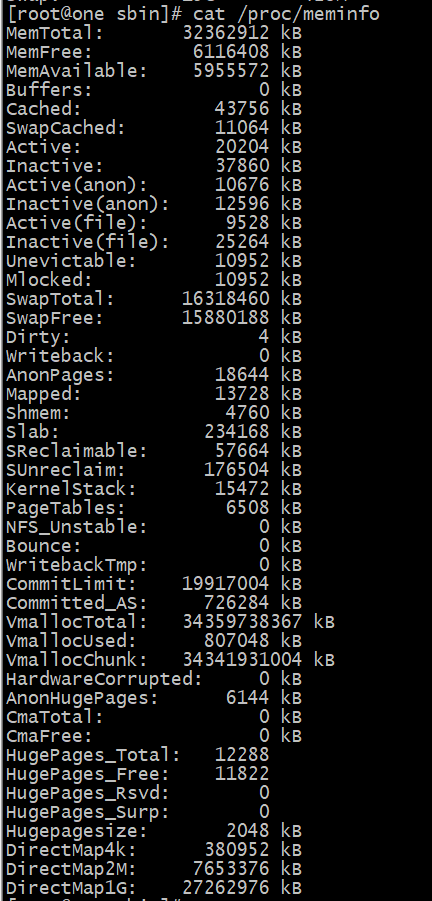 [root@one sbin]# cat /proc/meminfo
MemTotal:       32362912 kB
MemFree:         6116408 kB
MemAvailable:    5955572 kB
Buffers:               0 kB
Cached:            43756 kB
SwapCached:        11064 kB
Active:            20204 kB
Inactive:          37860 kB
Active(anon):      10676 kB
Inactive(anon):    12596 kB
Active(file):       9528 kB
Inactive(file):    25264 kB
Unevictable:       10952 kB
Mlocked:           10952 kB
SwapTotal:      16318460 kB
SwapFree:       15880188 kB
Dirty:                 4 kB
Writeback:             0 kB
AnonPages:         18644 kB
Mapped:            13728 kB
Shmem:              4760 kB
Slab:             234168 kB
SReclaimable:      57664 kB
SUnreclaim:       176504 kB
KernelStack:       15472 kB
PageTables:         6508 kB
NFS_Unstable:          0 kB
Bounce:                0 kB
WritebackTmp:          0 kB
CommitLimit:    19917004 kB
Committed_AS:     726284 kB
VmallocTotal:   34359738367 kB
VmallocUsed:      807048 kB
VmallocChunk:   34341931004 kB
HardwareCorrupted:     0 kB
AnonHugePages:      6144 kB
CmaTotal:              0 kB
CmaFree:               0 kB
HugePages_Total:   12288
HugePages_Free:    11822
HugePages_Rsvd:        0
HugePages_Surp:        0
Hugepagesize:       2048 kB
DirectMap4k:      380952 kB
DirectMap2M:     7653376 kB
DirectMap1G:    27262976 kB